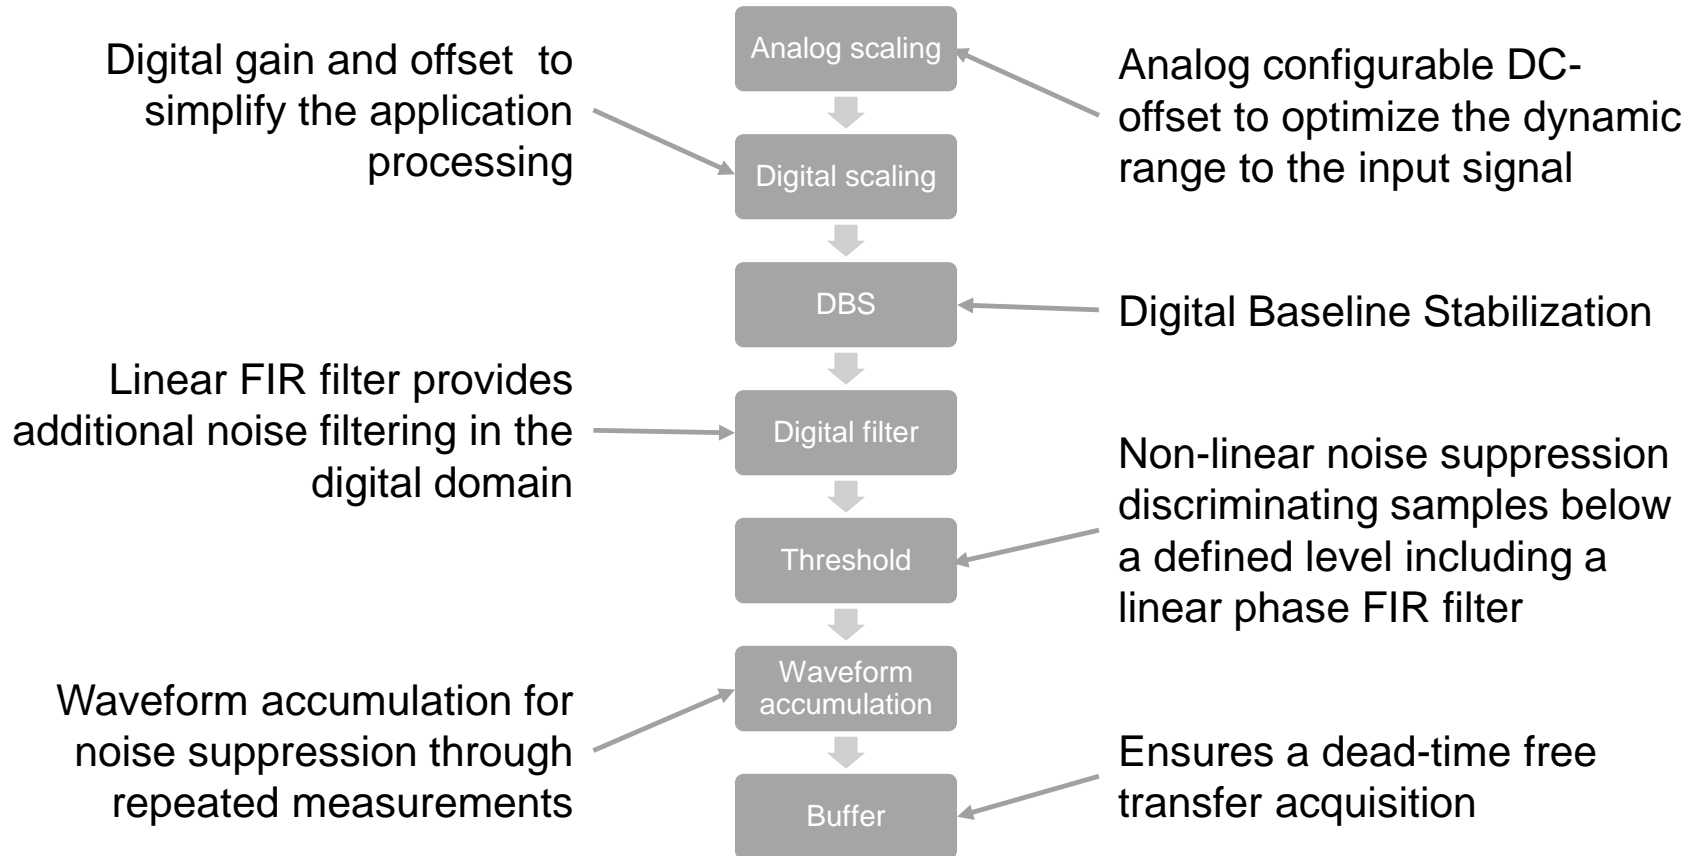 Analog scaling
Digital gain and offset  to
simplify the application
processing
Analog configurable DC-
offset to optimize the dynamic
range to the input signal
Digital scaling
DBS
Digital Baseline Stabilization
Linear FIR filter provides
additional noise filtering in the
digital domain
Digital filter
Non-linear noise suppression
discriminating samples below
a defined level including a
linear phase FIR filter
Threshold
Waveform
accumulation
Waveform accumulation for
noise suppression through
repeated measurements
Ensures a dead-time free
transfer acquisition
Buffer